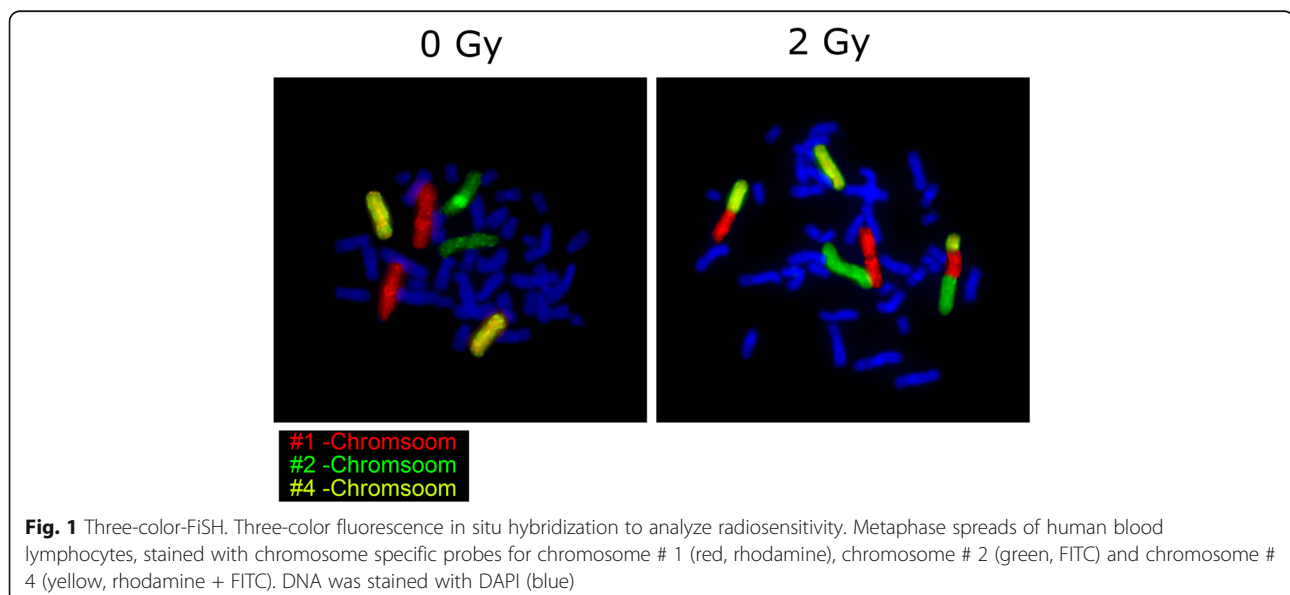 0 Gy
2 Gy
#1 -Chromsoom
#2 -Chromsoom
#4 -Chromsoom
Fig. 1 Three-color-FiSH. Three-color fluorescence in situ hybridization to analyze radiosensitivity. Metaphase spreads of human blood
lymphocytes, stained with chromosome specific probes for chromosome # 1 (red, rhodamine), chromosome # 2 (green, FITC) and chromosome #
4 (yellow, rhodamine + FITC). DNA was stained with DAPI (blue)